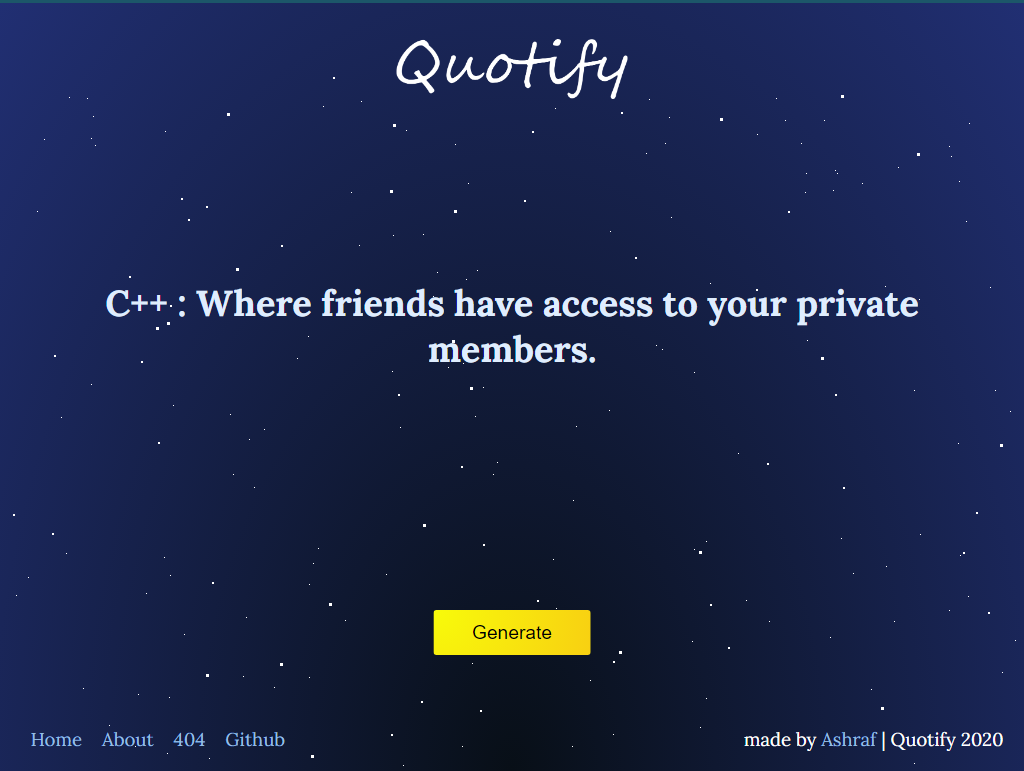 Quotify
C++ : Where friends have access to your private
members.
Generate
Home About 404 Github
made by Ashraf | Quotify 2020